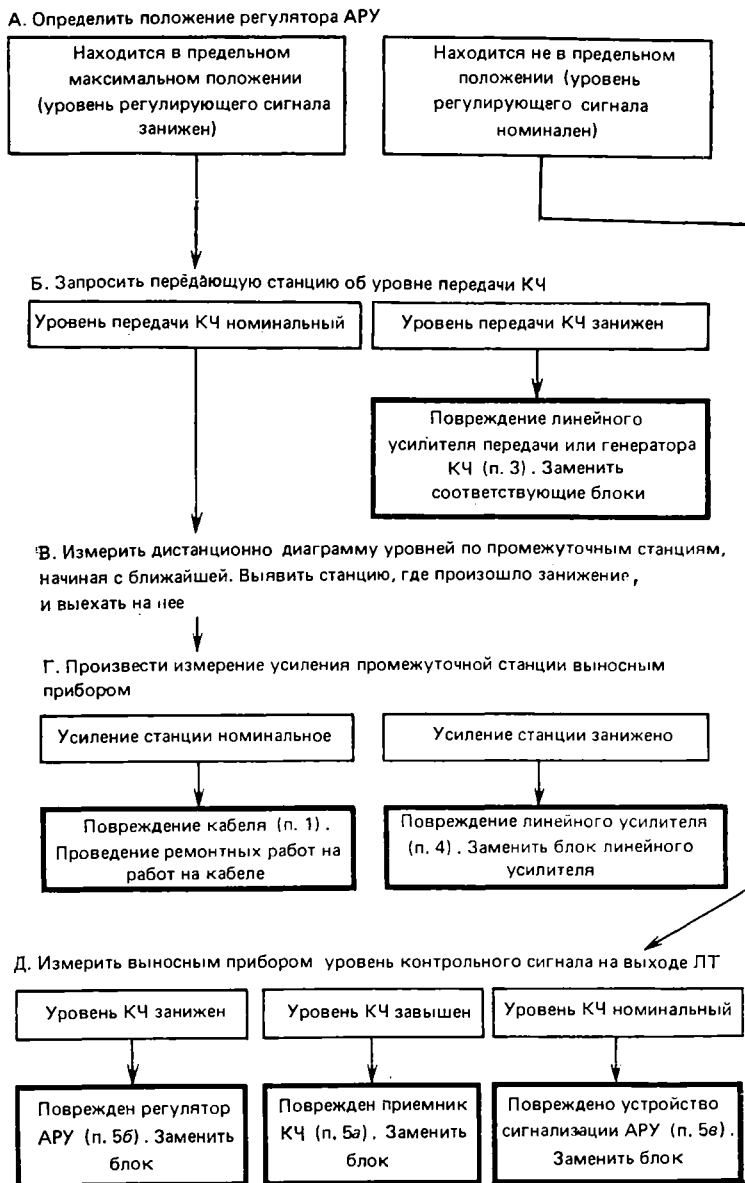 А. Определить положение регулятора АРУ
Находится в предельном
максимальном положении
(уровень регулирующего сигнала
занижен)
Находится не в предельном
положении (уровень
регулирующего сигнала
номинален)
Б. Запросить передающую станцию об уровне передачи КЧ
Уровень передачи КЧ номинальный
Уровень передачи КЧ занижен
Повреждение линейного
усилителя передачи или генератора
КЧ (п. 3). Заменить
соответствующие блоки
В. Измерить дистанционно диаграмму уровней по промежуточным станциям,
начиная с ближайшей. Выявить станцию, где произошло занижение,
и выехать на нее
Г. Произвести измерение усиления промежуточной станции выносным
прибором
Усиление станции номинальное
Усиление станции занижено
Повреждение кабеля (п. 1).
Проведение ремонтных работ на
работ на кабеле
Повреждение линейного усилителя
(п. 4). Заменить блок линейного
усилителя
Д. Измерить выносным прибором уровень контрольного сигнала на выходе ЛТ
Уровень КЧ занижен
Уровень КЧ завышен
Уровень КЧ номинальный
Поврежден регулятор
АРУ (п. 5б). Заменить
блок
Поврежден приемник
КЧ (п. 5а). Заменить
блок
Повреждено устройство
сигнализации АРУ (п. 5в).
Заменить блок